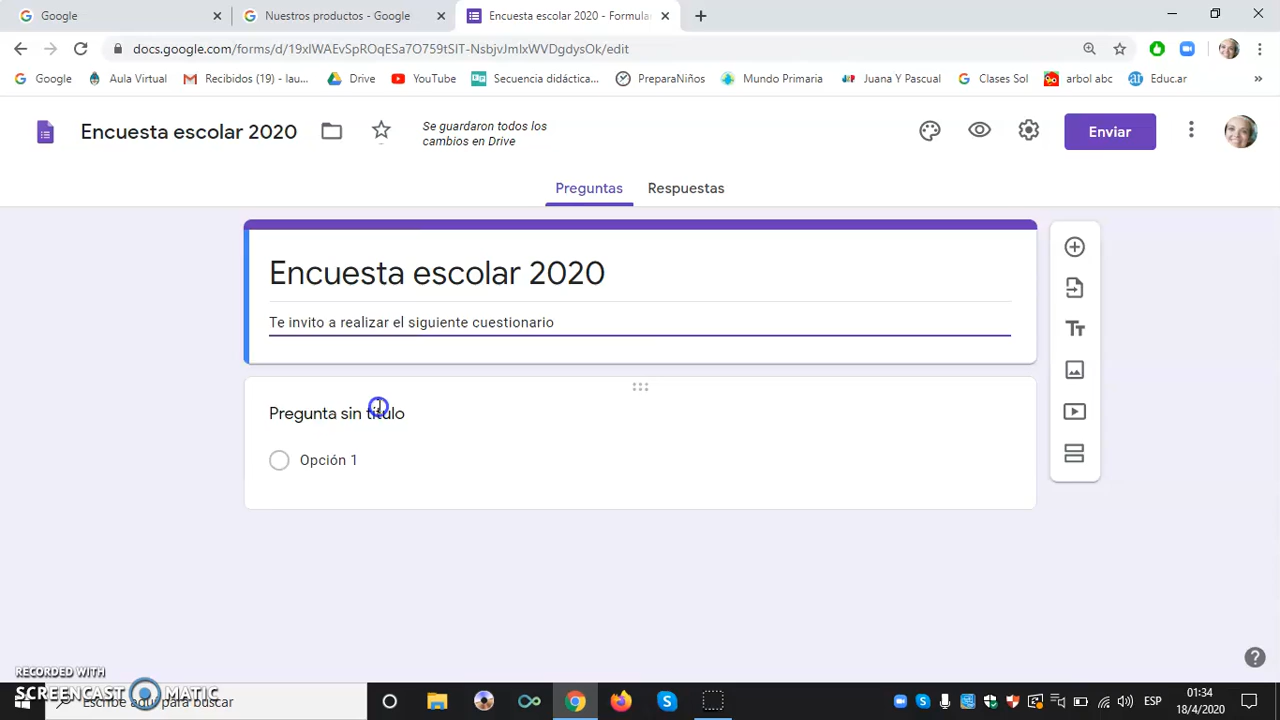 Google
Nuestros productos - Google
Encuesta escolar 2020 - Formula
docs.google.com/forms/d/19xlWAEvSpROqESa7O759tSlT-NsbjvJmlxWVDgdysOk/edit
Google
Aula Virtual
Recibidos (19) - lau...
Drive
YouTube
Secuencia didáctica...
PreparaNiños
Mundo Primaria
Juana Y Pascual
Clases Sol
arbol abc
Educ.ar
»
Encuesta escolar 2020
Se guardaron todos los
cambios en Drive
Enviar
Preguntas
Respuestas
Encuesta escolar 2020
Te invito a realizar el siguiente cuestionario
Pregunta sin título
Opción 1
RECORDED WITH
SCREENCAST MATIC
Escribe aquí para buscar
ESP
01:34
18/4/2020